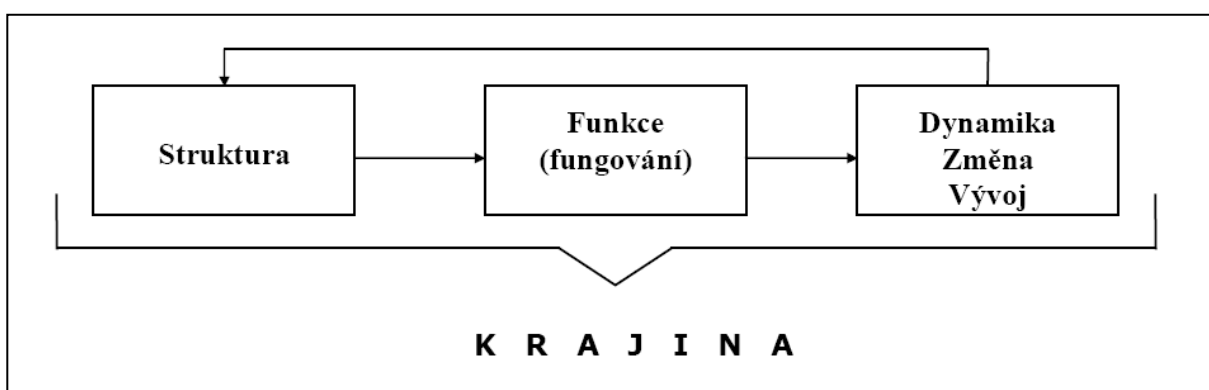 Struktura
Funkce
(fungování)
Dynamika
Změna
Vývoj
K R A J I N A